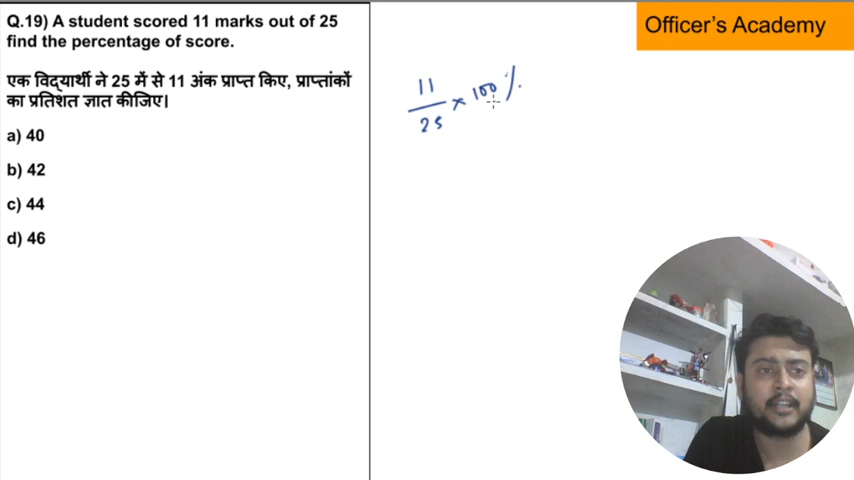 Q.19) A student scored 11 marks out of 25
find the percentage of score.
एक विद्यार्थी ने 25 में से 11 अंक प्राप्त किए, प्राप्तांकों
का प्रतिशत ज्ञात कीजिए।
a) 40
b) 42
c) 44
d) 46
Officer's Academy
11
25 × 100 %